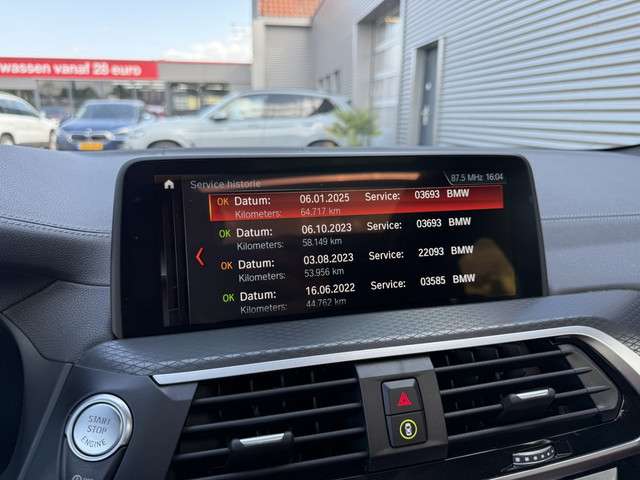 wassen vanaf 28 euro
Service historie
87.5 MHz 16:04
OK Datum: 06.01.2025 Service: 03693 BMW
Kilometers: 64.717 km
OK Datum: 06.10.2023 Service: 03693 BMW
Kilometers: 58.149 km
OK Datum: 03.08.2023 Service: 22093 BMW
Kilometers: 53.956 km
OK Datum: 16.06.2022 Service: 03585 BMW
Kilometers: 44.762 km
START
STOP
ENGINE